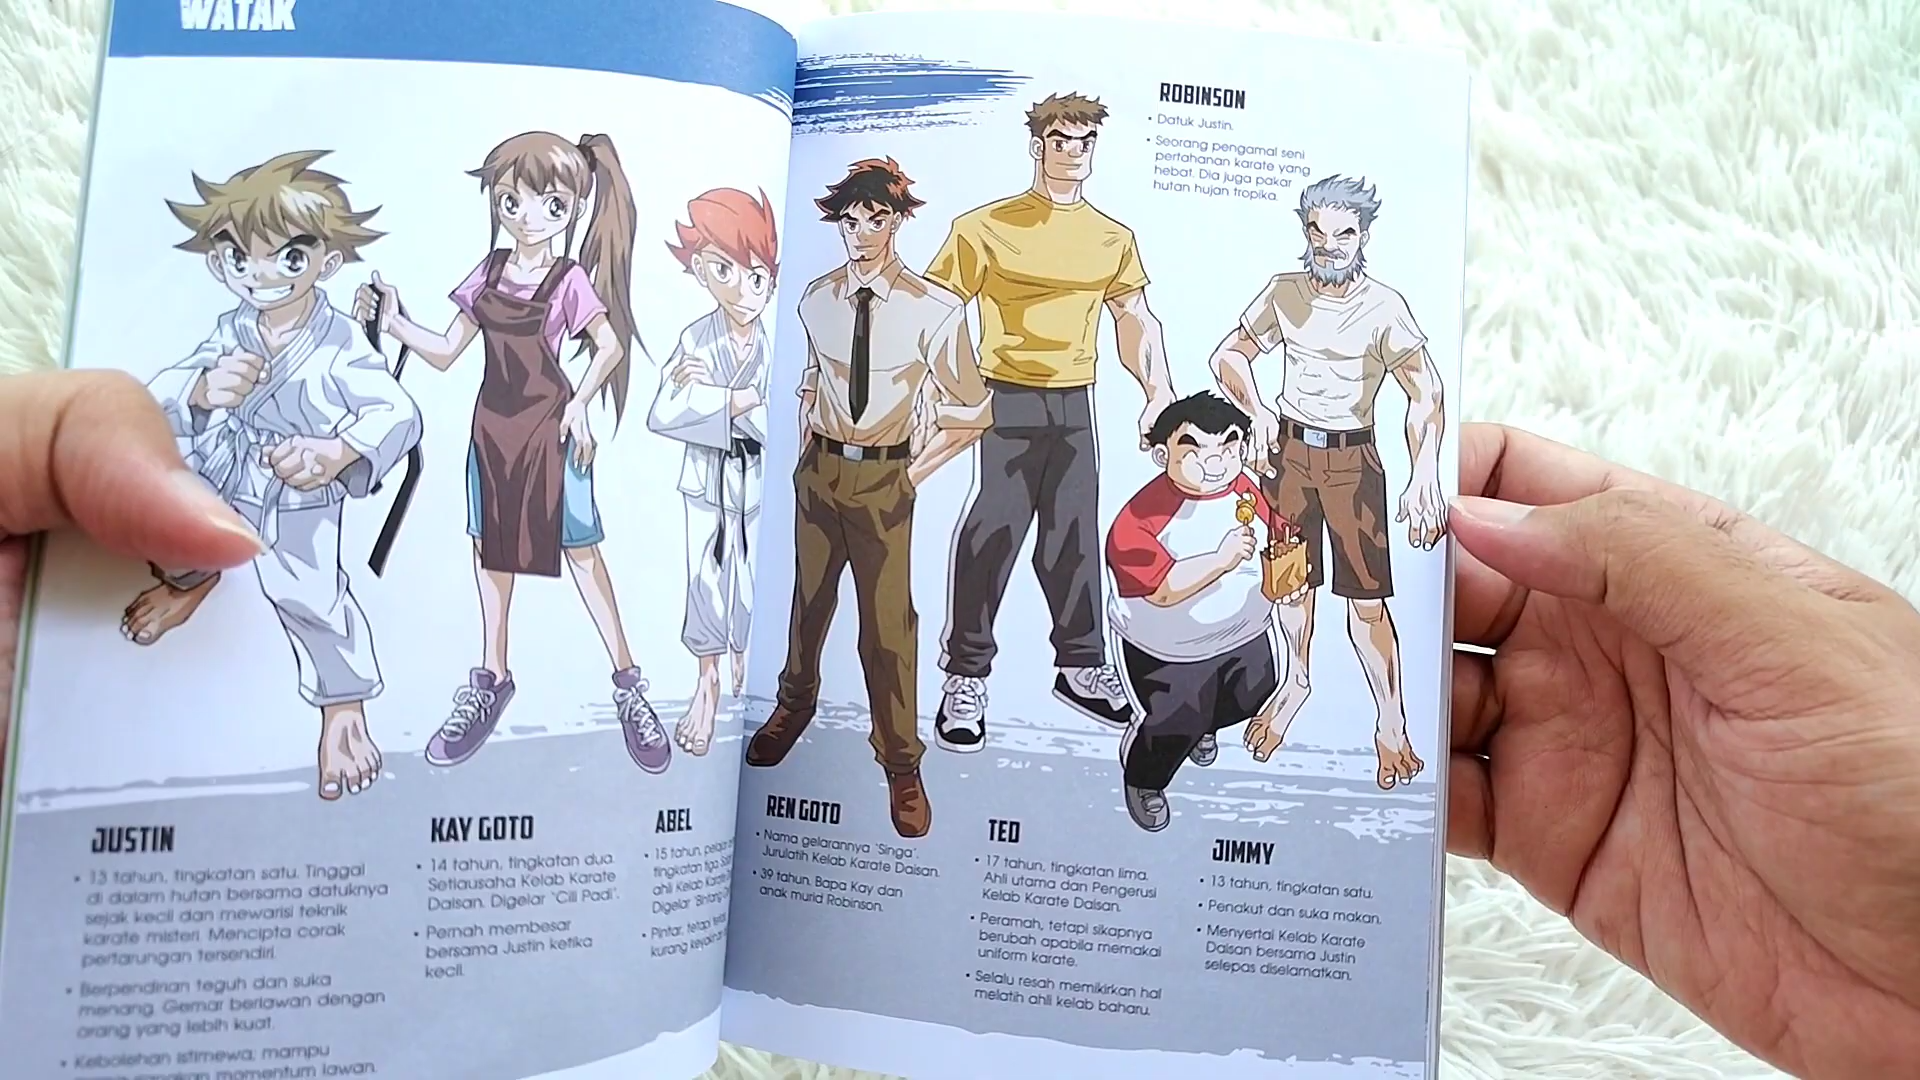 WATAK
JUSTIN
• 13 tahun, tingkatan satu. Tinggal
di dalam hutan bersama datuknya
sejak kecil dan mewarisi teknik
karate misteri. Mencipta corak
pertarungan tersendiri.
• Berpendirian teguh dan suka
menang. Gemar berlawan dengan
orang yang lebih kuat.
• Kebolehan istimewa: mampu
momentum lawan.
KAY GOTO
• 14 tahun, tingkatan dua.
Setiausaha Kelab Karate
Daisan. Digelar 'Cili Padi'.
• Pernah membesar
bersama Justin ketika
kecil.
ABEL
• 15 tahun,
tingkatan tiga.
ahli Kelab
Digelar
• Pintar, tetapi
kurang
ROBINSON
• Datuk Justin.
• Seorang pengamal seni
pertahanan karate yang
hebat. Dia juga pakar
hutan hujan tropika.
REN GOTO
• Nama gelarannya 'Singa'.
Jurulatih Kelab Karate Daisan.
• 39 tahun. Bapa Kay dan
anak murid Robinson.
TED
• 17 tahun, tingkatan lima.
Ahli utama dan Pengerusi
Kelab Karate Daisan.
• Peramah, tetapi sikapnya
berubah apabila memakai
uniform karate.
• Selalu resah memikirkan hal
melatih ahli kelab baharu.
JIMMY
• 13 tahun, tingkatan satu.
• Penakut dan suka makan.
• Menyertai Kelab Karate
Daisan bersama Justin
selepas diselamatkan.